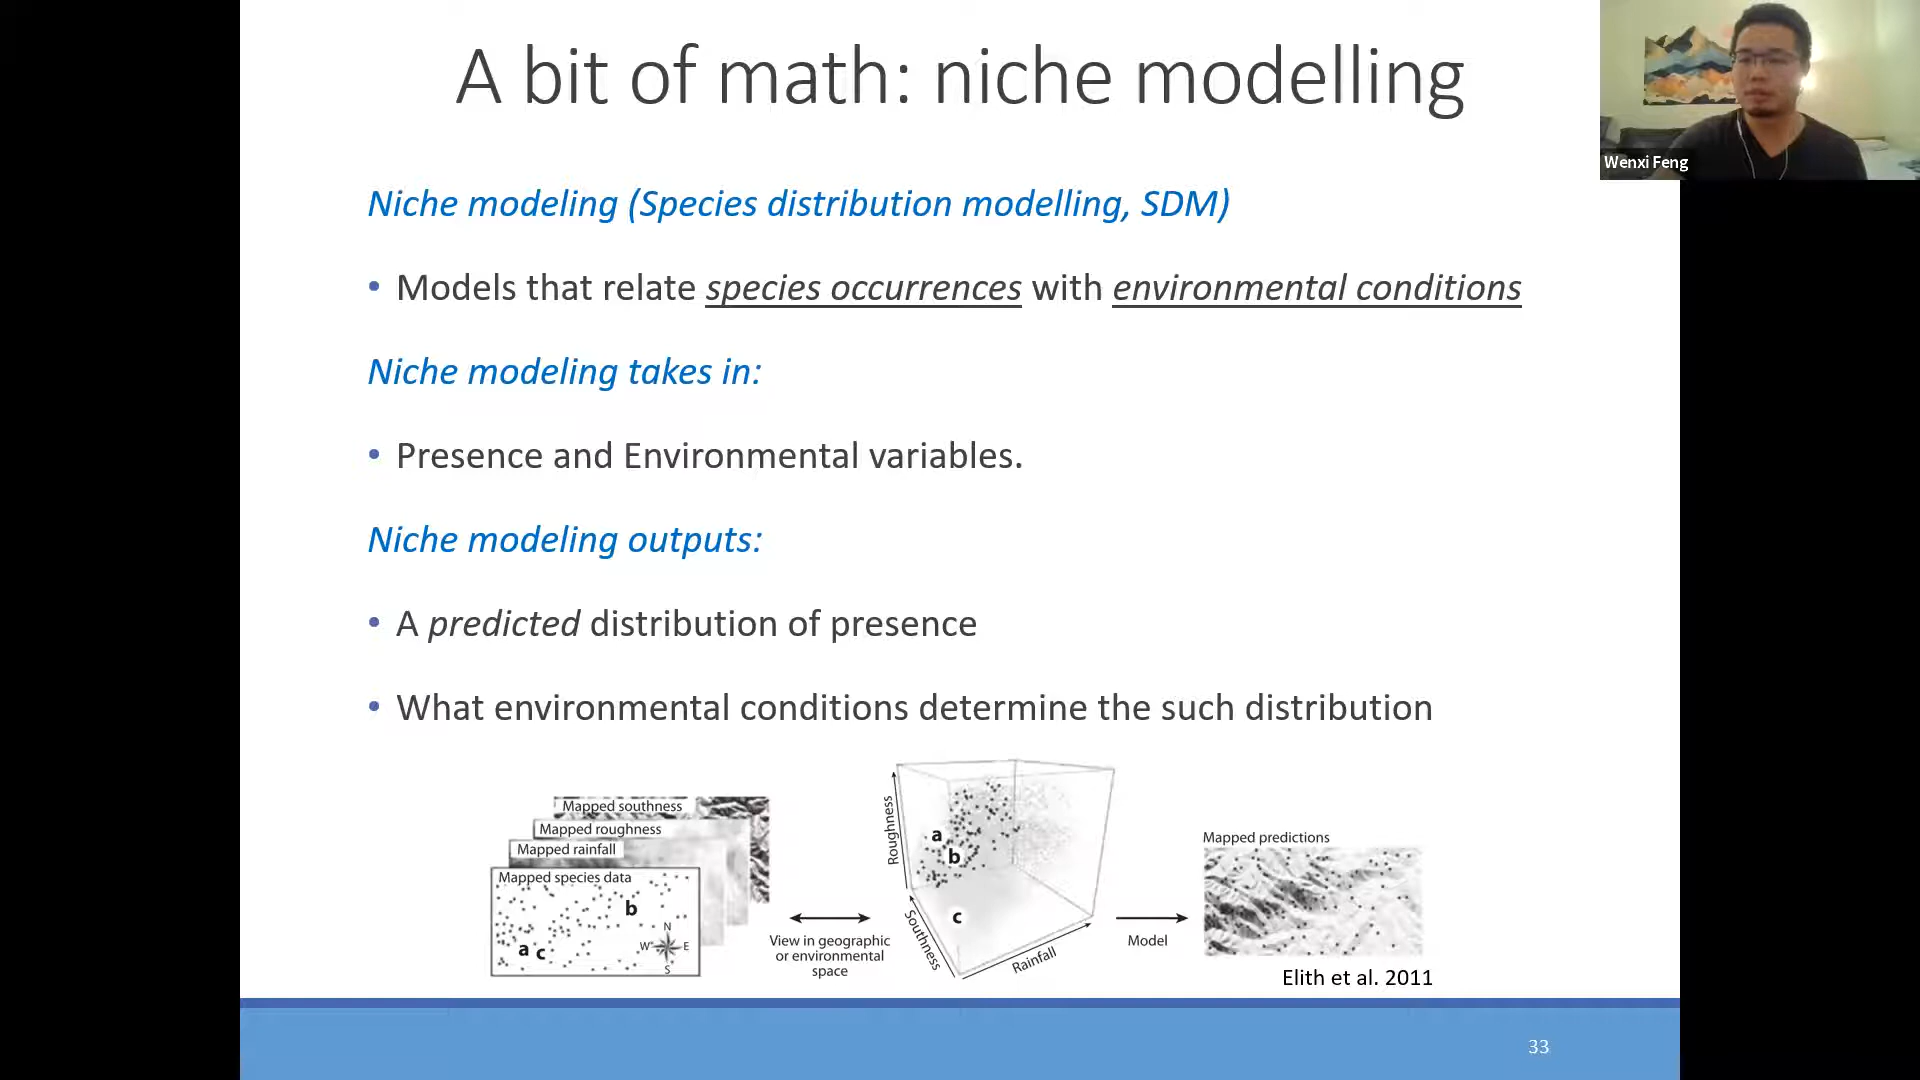 A bit of math: niche modelling
Wenxi Feng
Niche modeling (Species distribution modelling, SDM)
• Models that relate species occurrences with environmental conditions
Niche modeling takes in:
• Presence and Environmental variables.
Niche modeling outputs:
• A predicted distribution of presence
• What environmental conditions determine the such distribution
Mapped southness
Mapped roughness
Mapped rainfall
Mapped species data
b
a c
N
W E
S
View in geographic
or environmental
space
Roughness
a
b
c
Southness
Rainfall
Model
Mapped predictions
Elith et al. 2011
33